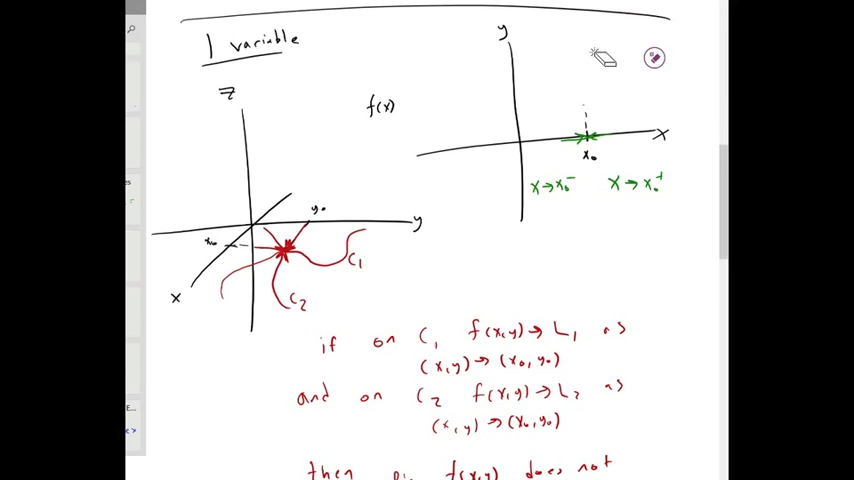 1 variable
y
z
f(x)
x
x₀
x→x₀⁻ x→x₀⁺
y₀
y
x₀
C₁
x
C₂
if on C₁ f(x,y)→L₁ as
(x,y)→(x₀,y₀)
and on C₂ f(x,y)→L₂ as
(x,y)→(x₀,y₀)
then lim f(x,y) does not